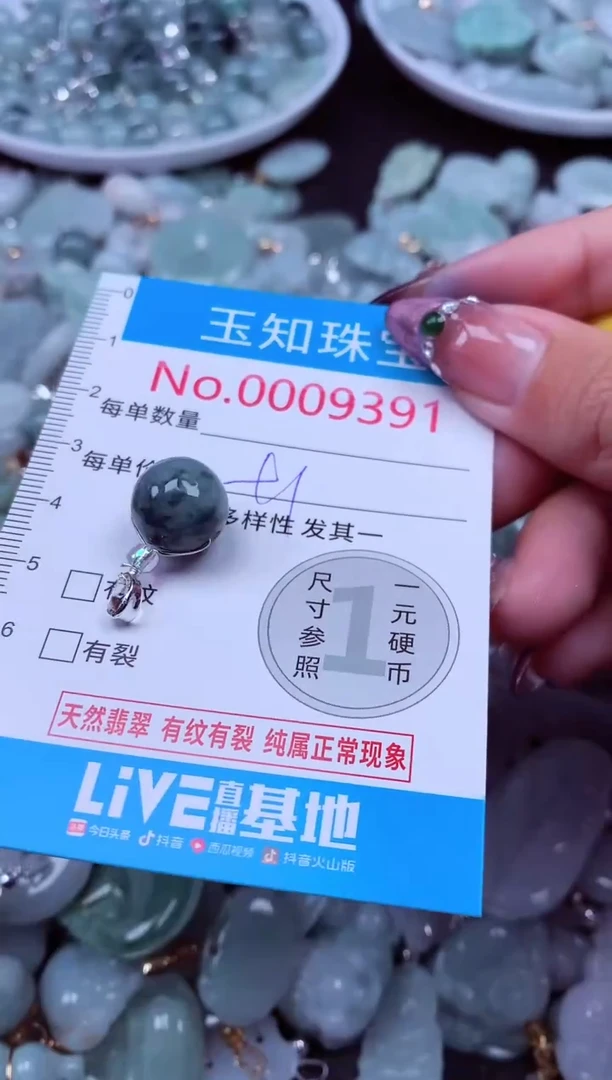 0
玉知珠宝
1
No.0009391
2
每单数量
3
每单价
4
多样性 发其一
5
有纹
6
有裂
尺寸参照
1
一元硬币
天然翡翠 有纹有裂 纯属正常现象
LiVE直播基地
今日头条 抖音 西瓜视频 抖音火山版